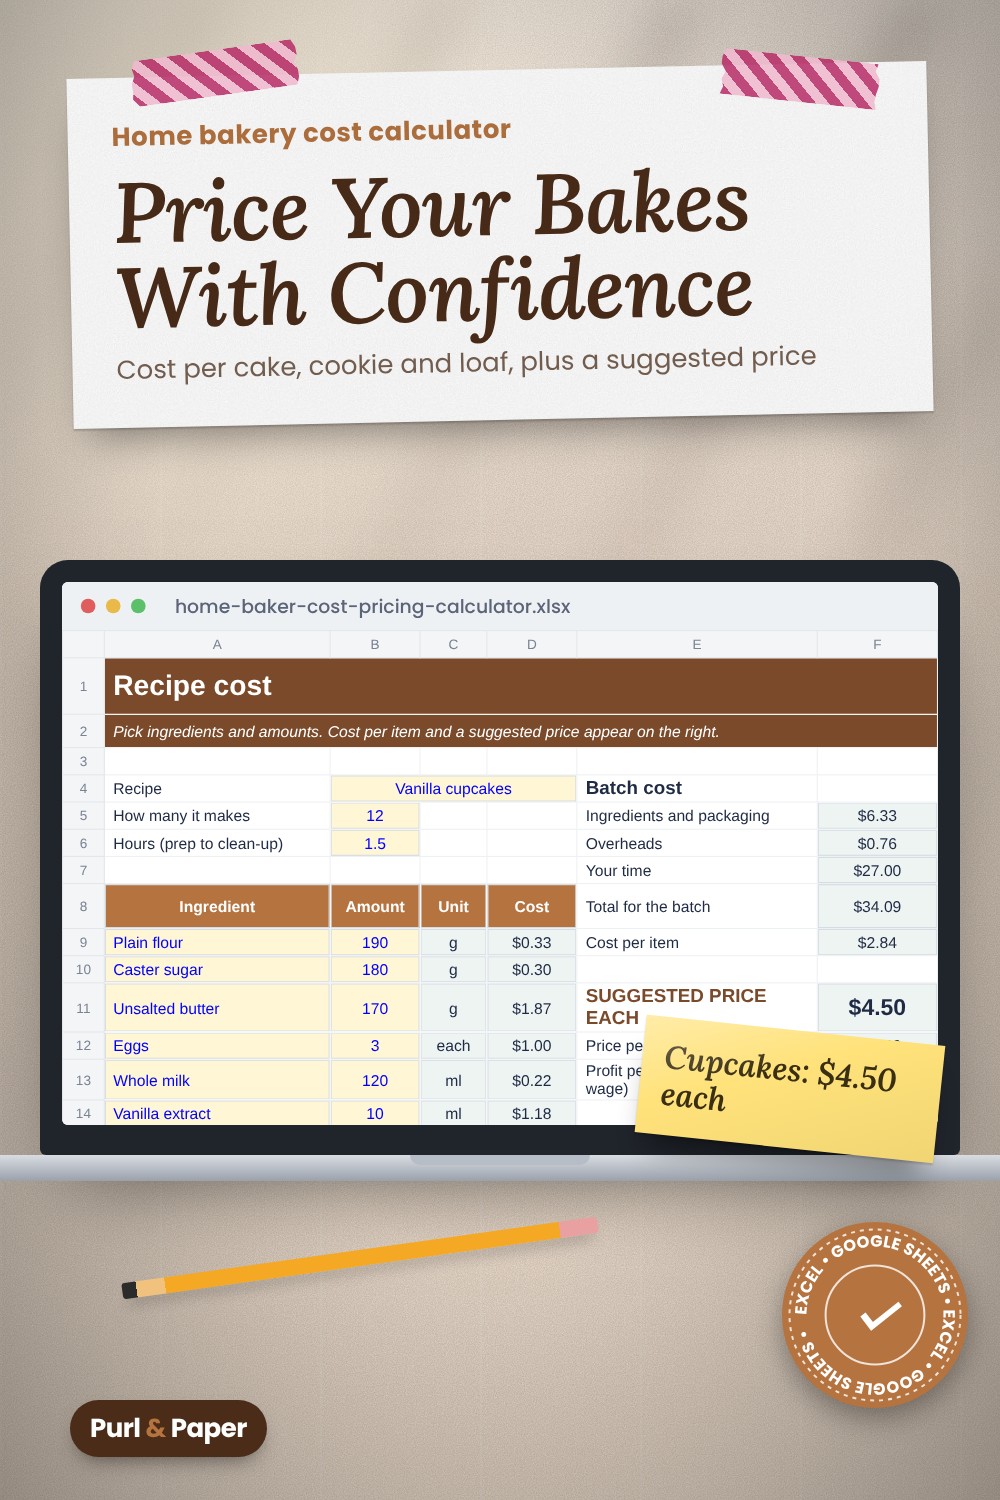 Home bakery cost calculator
Price Your Bakes
With Confidence
Cost per cake, cookie and loaf, plus a suggested price
home-baker-cost-pricing-calculator.xlsx
A B C D E F
1 Recipe cost
2 Pick ingredients and amounts. Cost per item and a suggested price appear on the right.
3
4 Recipe Vanilla cupcakes Batch cost
5 How many it makes 12 Ingredients and packaging $6.33
6 Hours (prep to clean-up) 1.5 Overheads $0.76
7 Your time $27.00
8 Ingredient Amount Unit Cost Total for the batch $34.09
9 Plain flour 190 g $0.33 Cost per item $2.84
10 Caster sugar 180 g $0.30
11 Unsalted butter 170 g $1.87 SUGGESTED PRICE EACH $4.50
12 Eggs 3 each $1.00 Price
13 Whole milk 120 ml $0.22 Profit
wage)
14 Vanilla extract 10 ml $1.18
Cupcakes: $4.50
each
EXCEL • GOOGLE SHEETS • EXCEL • GOOGLE SHEETS •
Purl & Paper